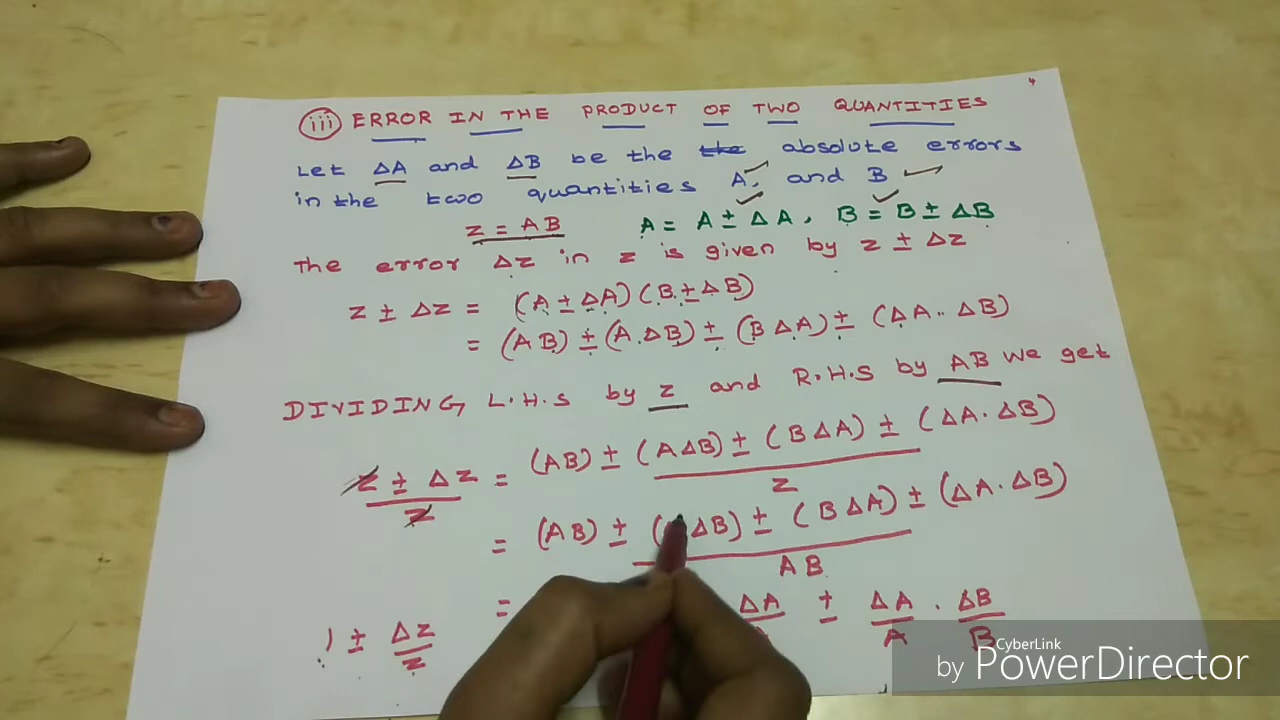 4
iii ERROR IN THE PRODUCT OF TWO QUANTITIES
Let ΔA and ΔB be the the absolute errors
in the two quantities A. and B
Z = AB A = A ± ΔA, B = B ± ΔB
The error ΔZ in Z is given by Z ± ΔZ
Z ± ΔZ = (A ± ΔA)(B ± ΔB)
= (AB) ± (A.ΔB) ± (BΔA) ± (ΔA..ΔB)
DIVIDING L.H.S by Z and R.H.S by AB we get
Z ± ΔZ / Z = (AB) ± (AΔB) ± (BΔA) ± (ΔA.ΔB) / Z
= (AB) ± ( ΔB) ± (BΔA) ± (ΔA.ΔB) / AB
1 ± ΔZ/Z = ΔA ± ΔA/A . ΔB/B
CyberLink
by PowerDirector